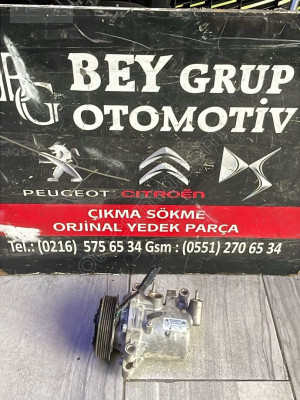 BEY GRUP
OTOMOTİV
PG
PEUGEOT CITROËN
ÇIKMA SÖKME
ORJİNAL YEDEK PARÇA
Tel.: (0216) 575 65 34 Gsm : (0551) 270 65 34